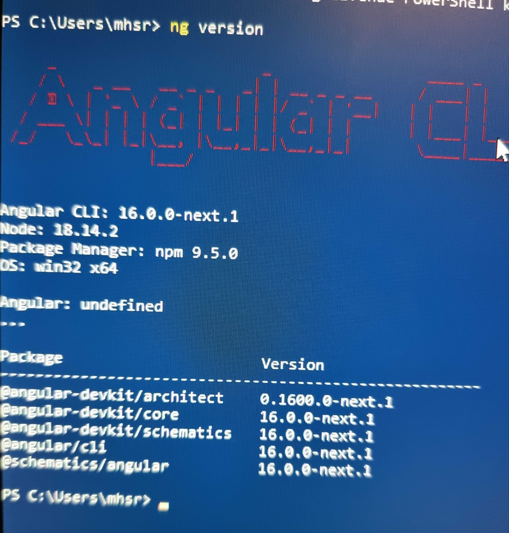 PowerShell
PS C:\Users\mhsr> ng version
Angular CL
Angular CLI: 16.0.0-next.1
Node: 18.14.2
Package Manager: npm 9.5.0
OS: win32 x64
Angular: undefined
...
Package Version
------------------------------------------------------
@angular-devkit/architect 0.1600.0-next.1
@angular-devkit/core 16.0.0-next.1
@angular-devkit/schematics 16.0.0-next.1
@angular/cli 16.0.0-next.1
@schematics/angular 16.0.0-next.1
PS C:\Users\mhsr>